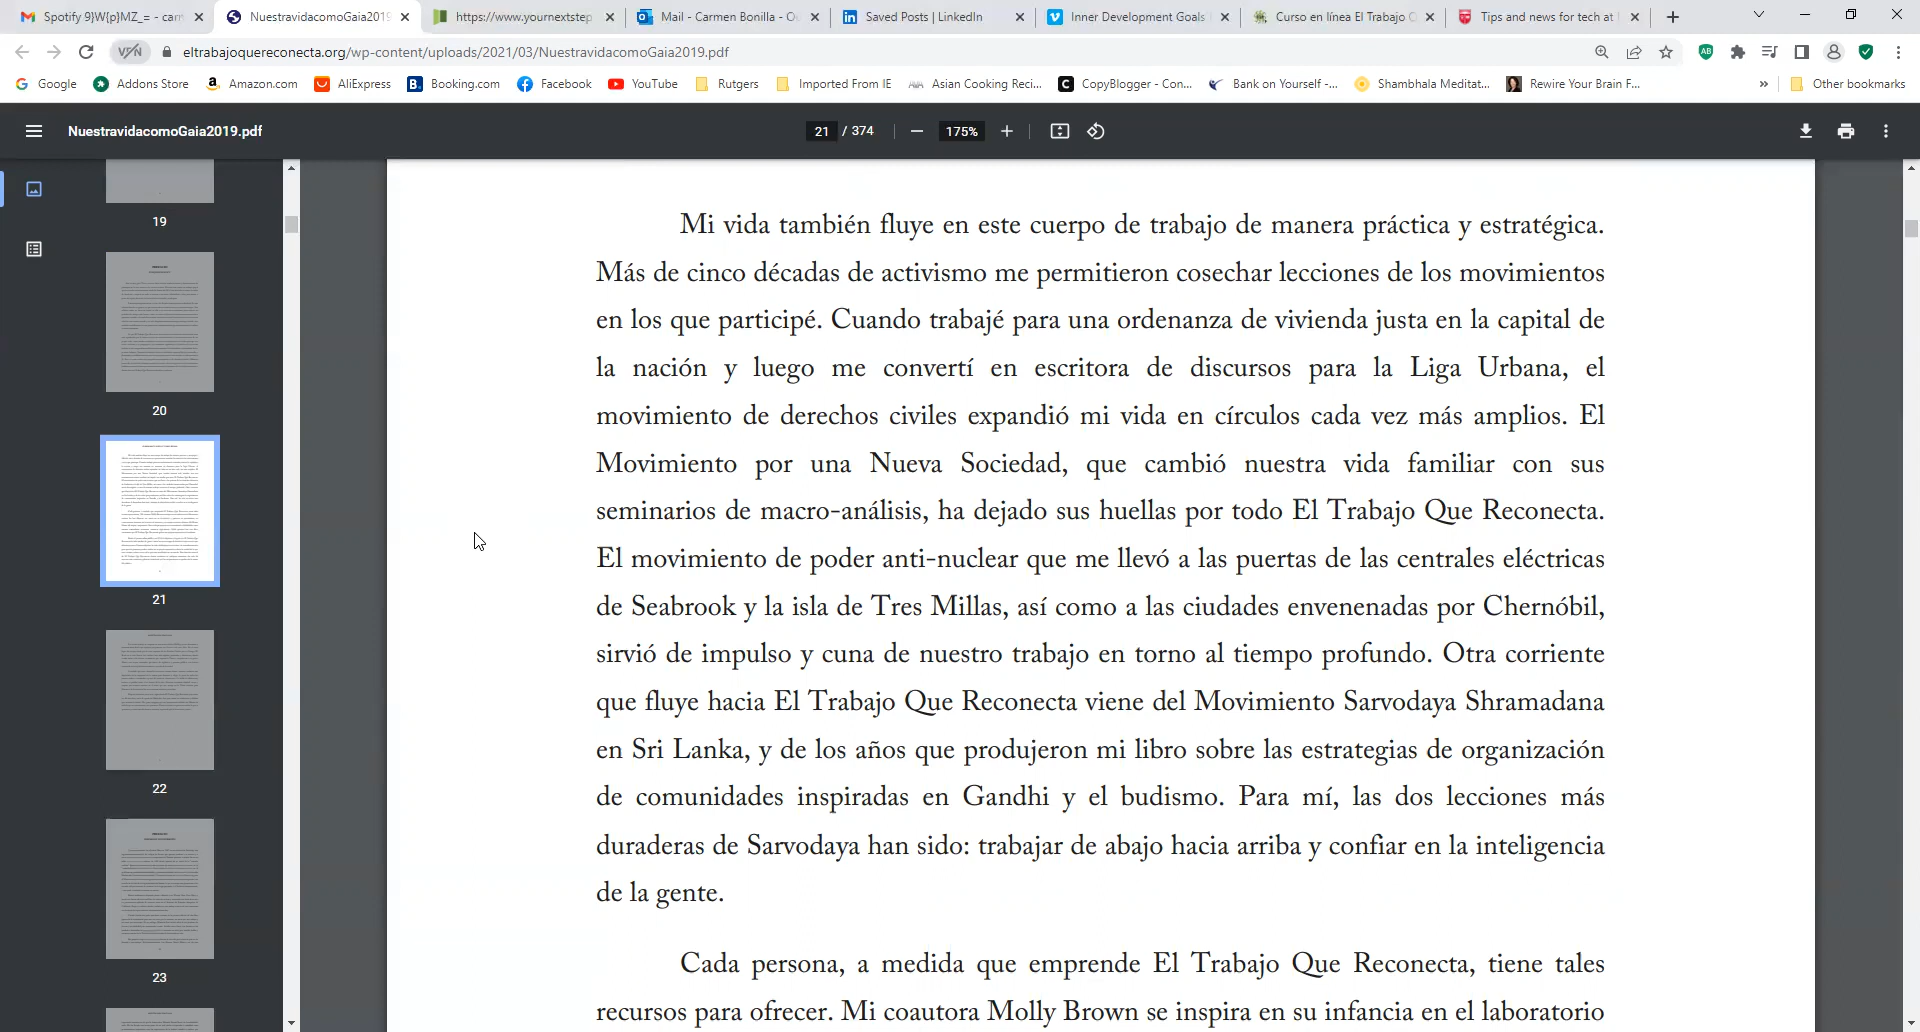 Spotify 9}W{p}MZ_= - can
NuestravidacomoGaia2019
https://www.yournextstep
Mail - Carmen Bonilla - O
Saved Posts | LinkedIn
Inner Development Goals
Curso en línea El Trabajo
Tips and news for tech at
VPN
eltrabajoquereconecta.org/wp-content/uploads/2021/03/NuestravidacomoGaia2019.pdf
Google
Addons Store
Amazon.com
AliExpress
Booking.com
Facebook
YouTube
Rutgers
Imported From IE
Asian Cooking Reci...
CopyBlogger - Con...
Bank on Yourself -...
Shambhala Meditat...
Rewire Your Brain F...
»
Other bookmarks
NuestravidacomoGaia2019.pdf
21 / 374
175%
19
20
21
22
23
Mi vida también fluye en este cuerpo de trabajo de manera práctica y estratégica.
Más de cinco décadas de activismo me permitieron cosechar lecciones de los movimientos
en los que participé. Cuando trabajé para una ordenanza de vivienda justa en la capital de
la nación y luego me convertí en escritora de discursos para la Liga Urbana, el
movimiento de derechos civiles expandió mi vida en círculos cada vez más amplios. El
Movimiento por una Nueva Sociedad, que cambió nuestra vida familiar con sus
seminarios de macro-análisis, ha dejado sus huellas por todo El Trabajo Que Reconecta.
El movimiento de poder anti-nuclear que me llevó a las puertas de las centrales eléctricas
de Seabrook y la isla de Tres Millas, así como a las ciudades envenenadas por Chernóbil,
sirvió de impulso y cuna de nuestro trabajo en torno al tiempo profundo. Otra corriente
que fluye hacia El Trabajo Que Reconecta viene del Movimiento Sarvodaya Shramadana
en Sri Lanka, y de los años que produjeron mi libro sobre las estrategias de organización
de comunidades inspiradas en Gandhi y el budismo. Para mí, las dos lecciones más
duraderas de Sarvodaya han sido: trabajar de abajo hacia arriba y confiar en la inteligencia
de la gente.
Cada persona, a medida que emprende El Trabajo Que Reconecta, tiene tales
recursos para ofrecer. Mi coautora Molly Brown se inspira en su infancia en el laboratorio